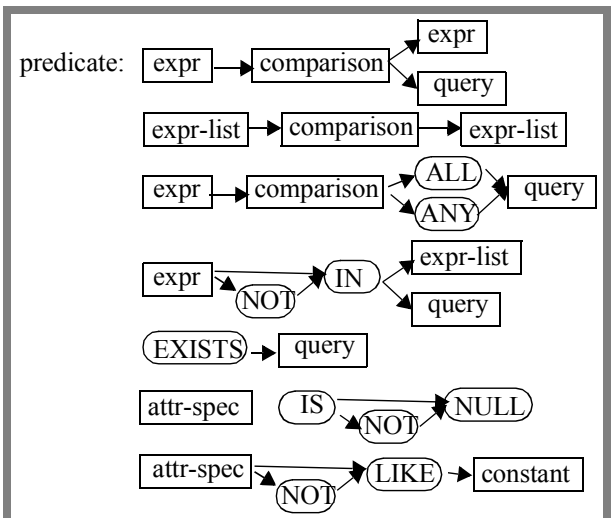 expr
predicate: expr comparison
query
expr-list comparison expr-list
ALL
expr comparison query
ANY
expr-list
expr IN
NOT query
EXISTS query
attr-spec IS NULL
NOT
attr-spec LIKE constant
NOT